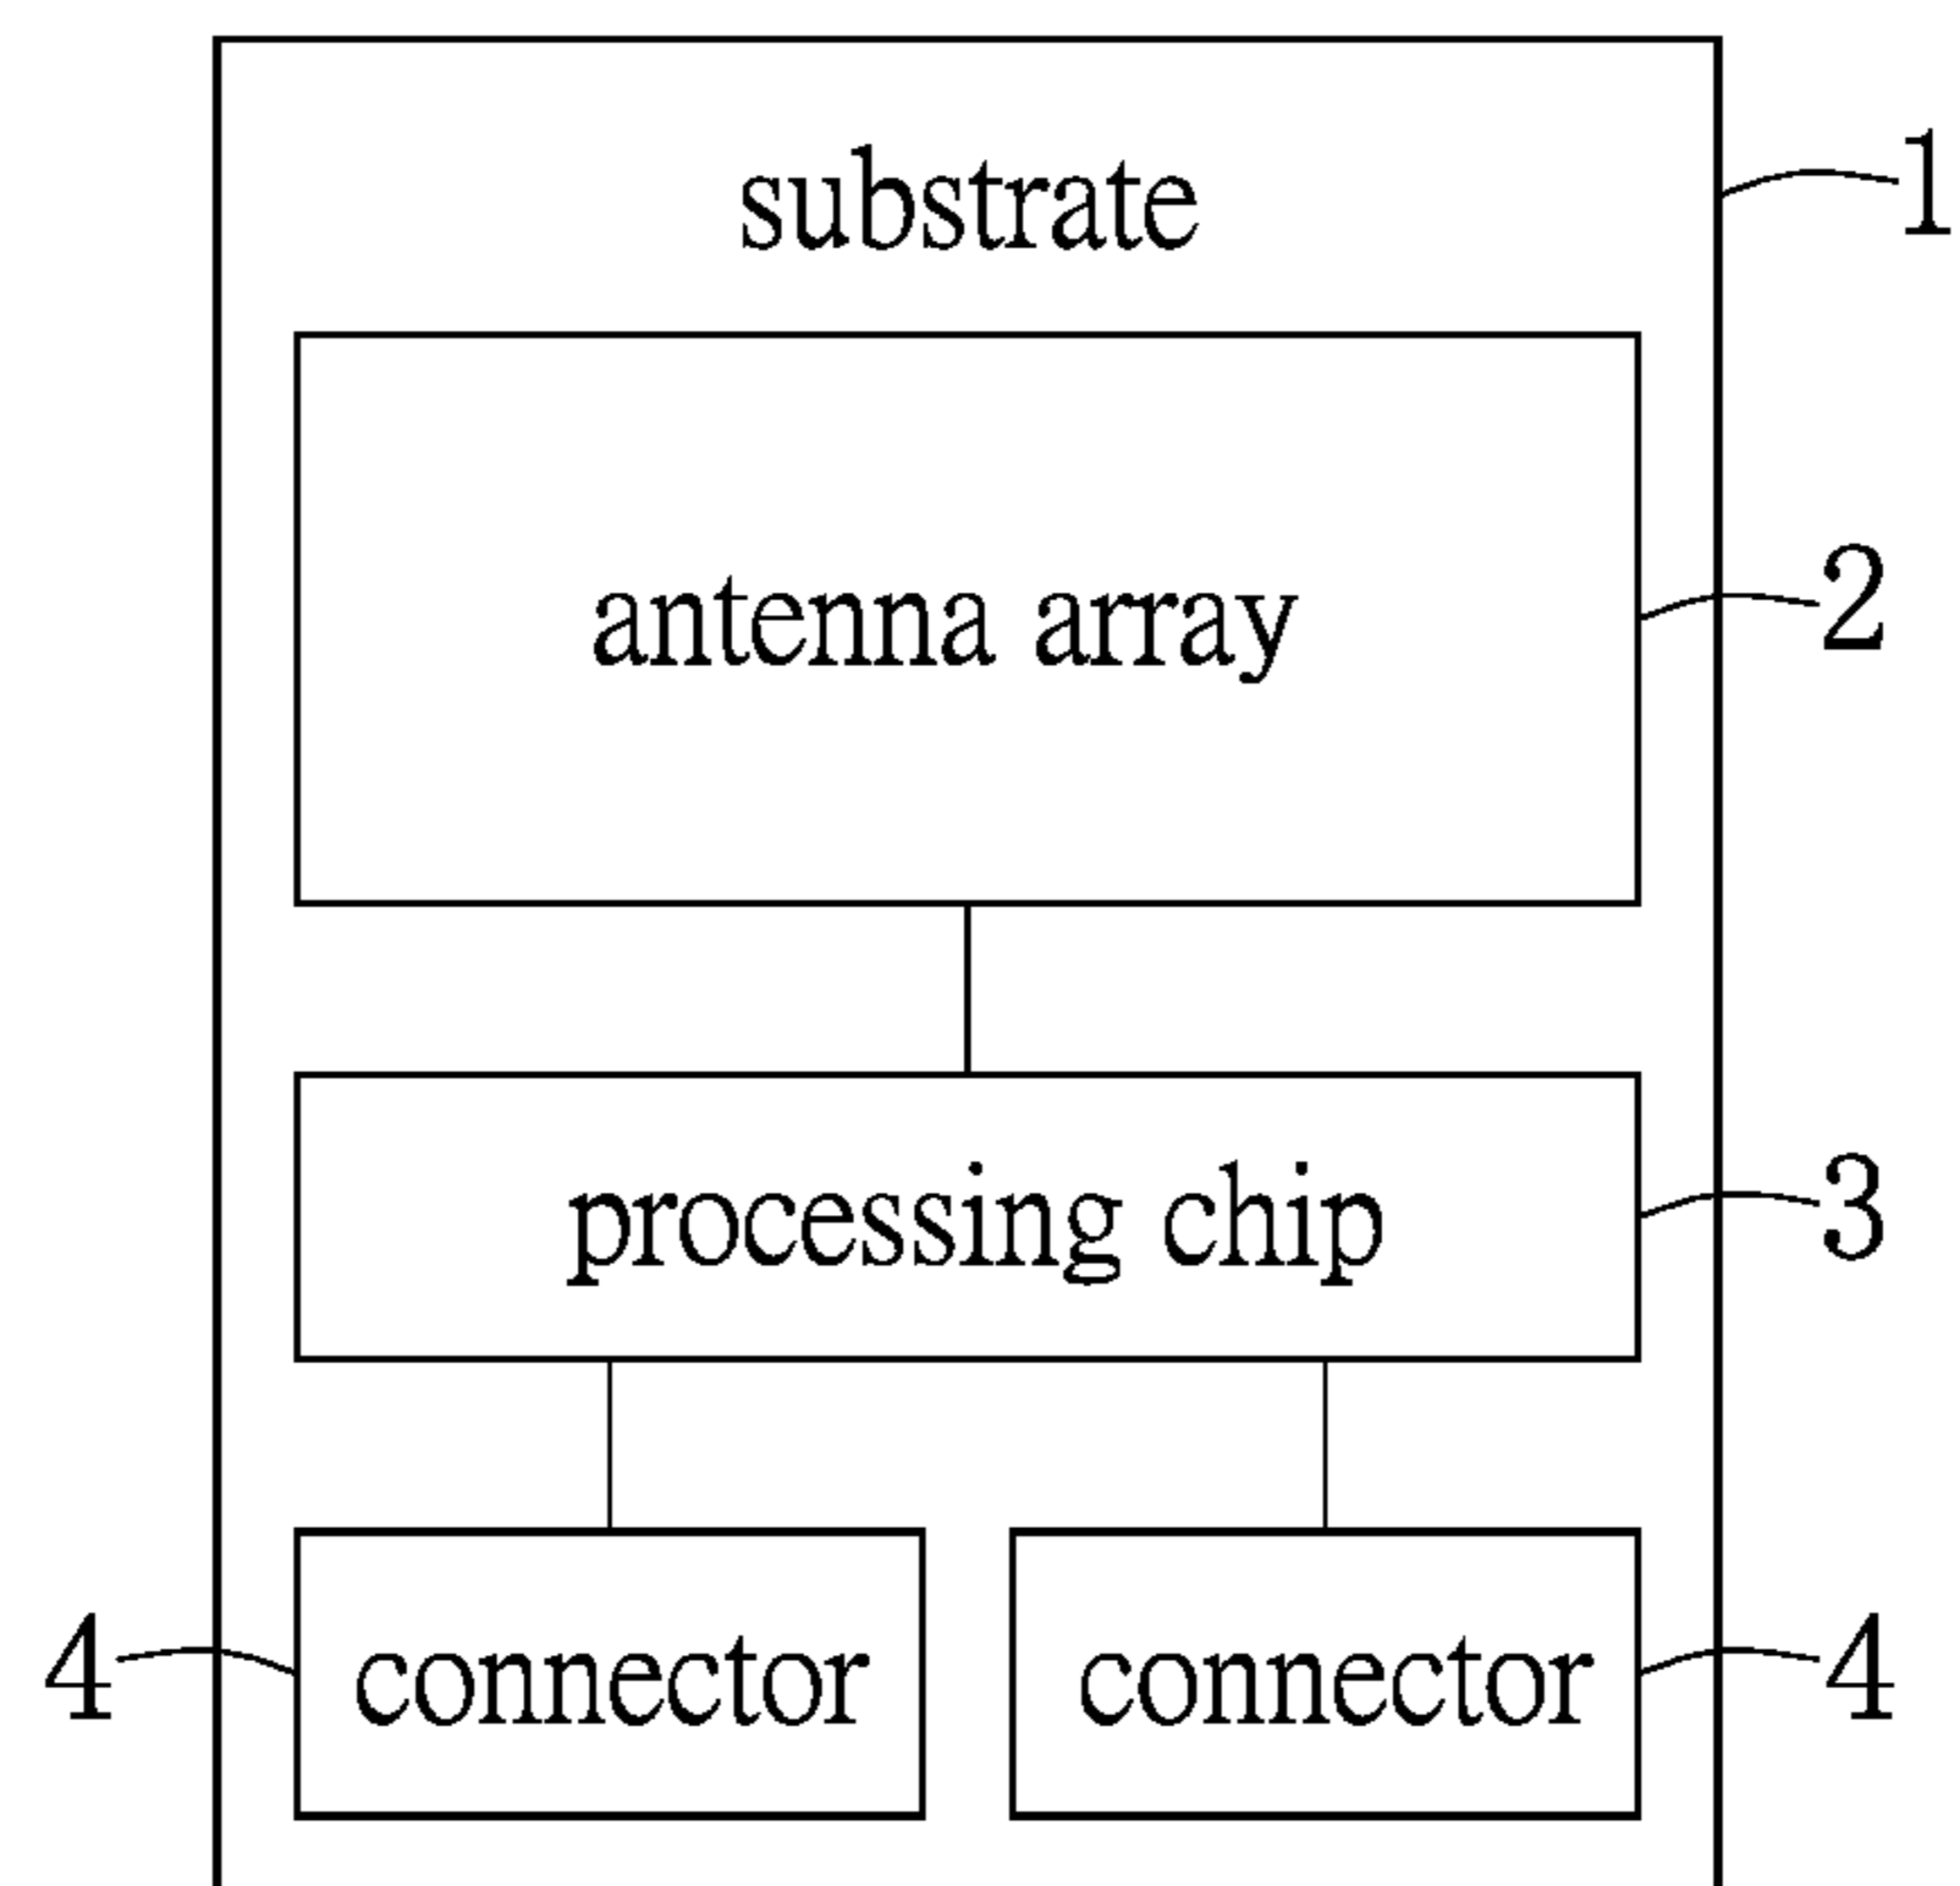 substrate 1
antenna array 2
processing chip 3
4 connector connector 4